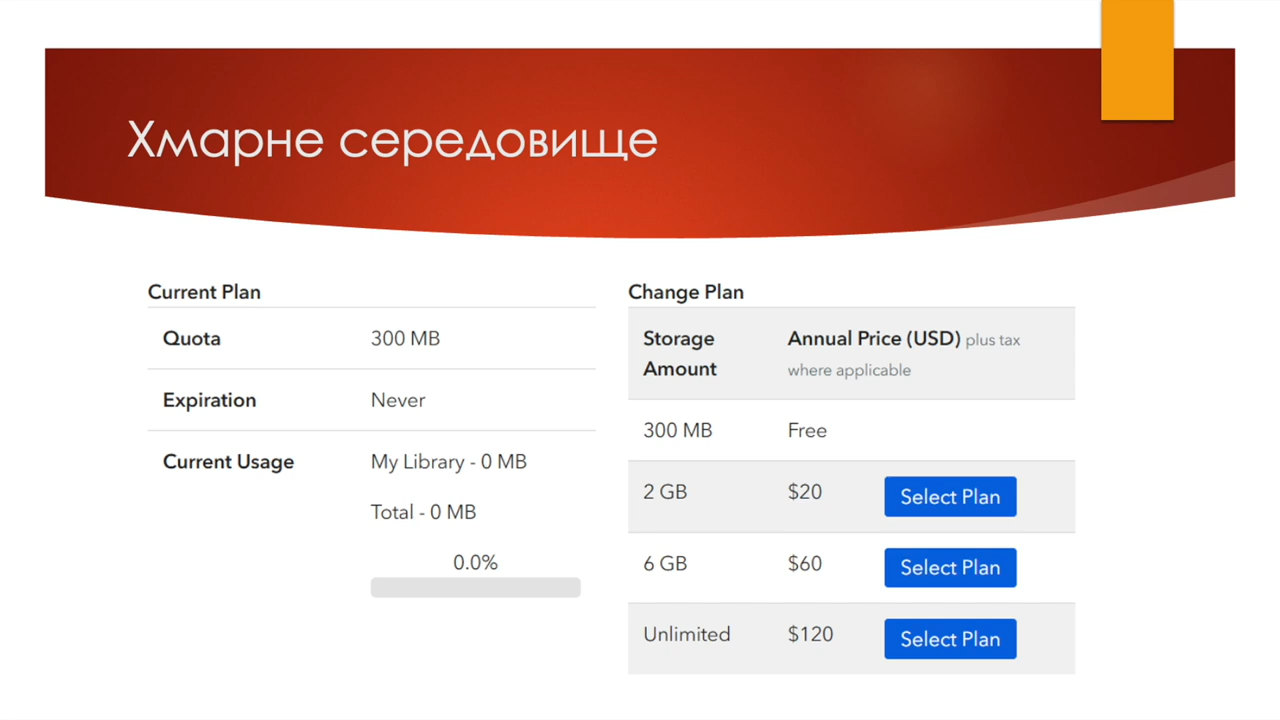 Хмарне середовище
Current Plan
Quota 300 MB
Expiration Never
Current Usage My Library - 0 MB
Total - 0 MB
0.0%
Change Plan
Storage Annual Price (USD) plus tax
Amount where applicable
300 MB Free
2 GB $20 Select Plan
6 GB $60 Select Plan
Unlimited $120 Select Plan